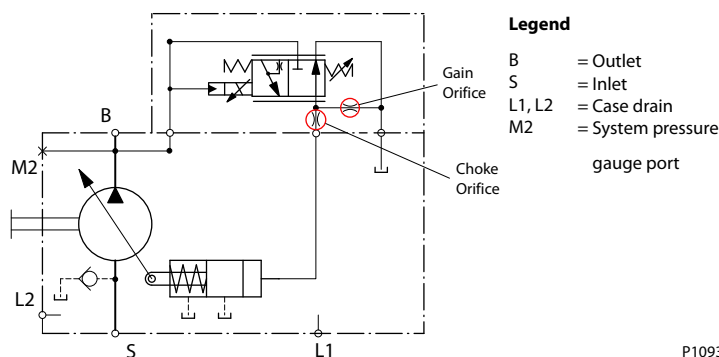 Legend
B = Outlet
S = Inlet
L1, L2 = Case drain
M2 = System pressure
gauge port
Gain
Orifice
Choke
Orifice
B
M2
L2
S
L1
P1093